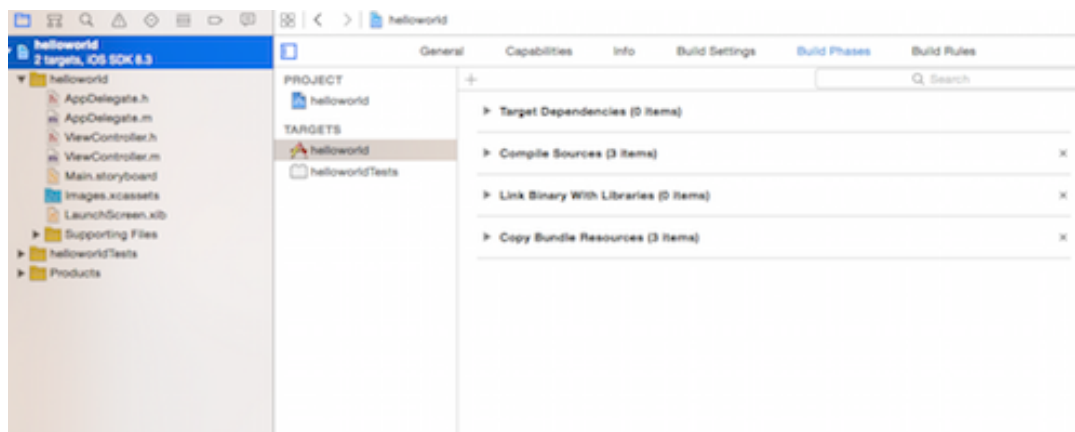 helloworld
helloworld
2 targets, iOS SDK 8.3
helloworld
AppDelegate.h
AppDelegate.m
ViewController.h
ViewController.m
Main.storyboard
Images.xcassets
LaunchScreen.xib
Supporting Files
helloworldTests
Products
General Capabilities Info Build Settings Build Phases Build Rules
PROJECT
helloworld
TARGETS
helloworld
helloworldTests
Search
Target Dependencies (0 items)
Compile Sources (3 items)
Link Binary With Libraries (0 items)
Copy Bundle Resources (3 items)